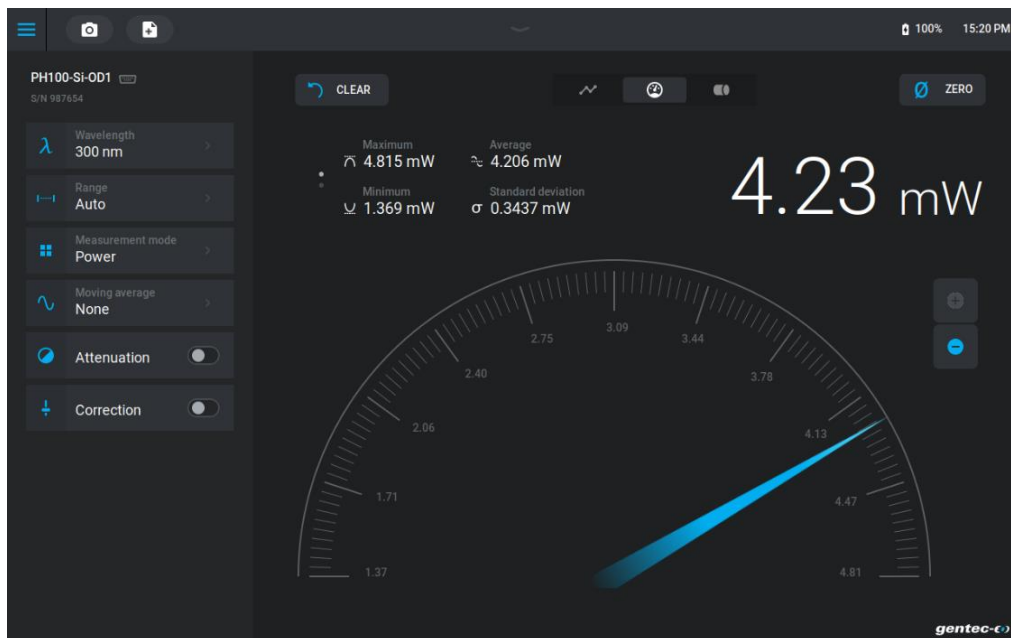 100% 15:20 PM
PH100-Si-OD1
S/N 987654
λ Wavelength
300 nm
Range
Auto
Measurement mode
Power
Moving average
None
Attenuation
Correction
CLEAR
ZERO
Maximum
4.815 mW
Average
4.206 mW
Minimum
1.369 mW
Standard deviation
σ 0.3437 mW
4.23 mW
1.37
1.71
2.06
2.40
2.75
3.09
3.44
3.78
4.13
4.47
4.81
gentec-eo